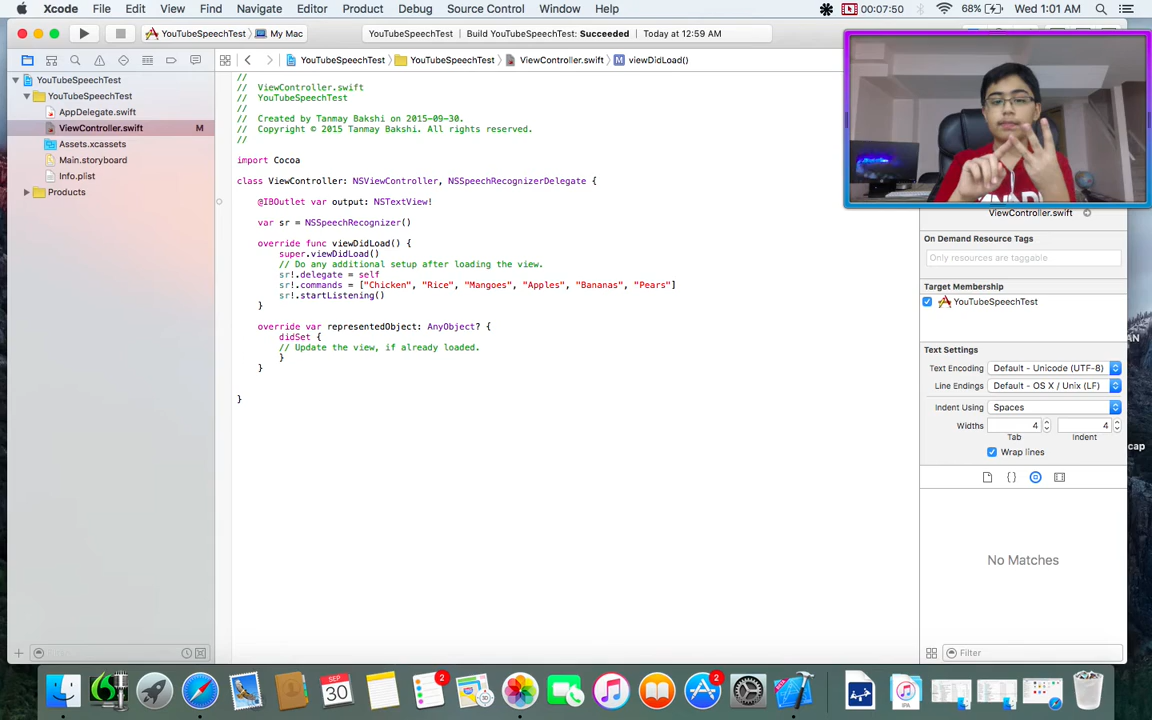 Xcode File Edit View Find Navigate Editor Product Debug Source Control Window Help 00:07:50 68% Wed 1:01 AM
YouTubeSpeechTest My Mac YouTubeSpeechTest Build YouTubeSpeechTest: Succeeded Today at 12:59 AM
YouTubeSpeechTest YouTubeSpeechTest ViewController.swift M viewDidLoad()
YouTubeSpeechTest
YouTubeSpeechTest
AppDelegate.swift
ViewController.swift M
Assets.xcassets
Main.storyboard
Info.plist
Products
//
// ViewController.swift
// YouTubeSpeechTest
//
// Created by Tanmay Bakshi on 2015-09-30.
// Copyright © 2015 Tanmay Bakshi. All rights reserved.
//
import Cocoa
class ViewController: NSViewController, NSSpeechRecognizerDelegate {
@IBOutlet var output: NSTextView!
var sr = NSSpeechRecognizer()
override func viewDidLoad() {
super.viewDidLoad()
// Do any additional setup after loading the view.
sr!.delegate = self
sr!.commands = ["Chicken", "Rice", "Mangoes", "Apples", "Bananas", "Pears"]
sr!.startListening()
}
override var representedObject: AnyObject? {
didSet {
// Update the view, if already loaded.
}
}
}
ViewController.swift
On Demand Resource Tags
Only resources are taggable
Target Membership
YouTubeSpeechTest
Text Settings
Text Encoding Default - Unicode (UTF-8)
Line Endings Default - OS X / Unix (LF)
Indent Using Spaces
Widths 4 4
Tab Indent
Wrap lines
{ }
No Matches
Filter
AN
cap
SEP
30
2
30
2
IPA